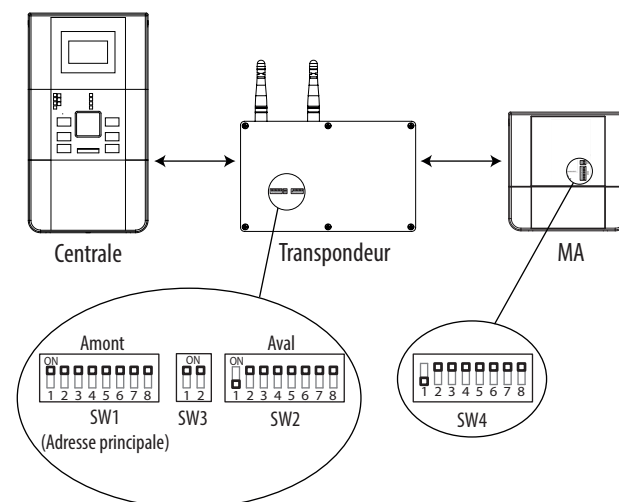 Centrale
Transpondeur
MA
Amont
ON
1 2 3 4 5 6 7 8
SW1
(Adresse principale)
ON
1 2
SW3
Aval
ON
1 2 3 4 5 6 7 8
SW2
1 2 3 4 5 6 7 8
SW4